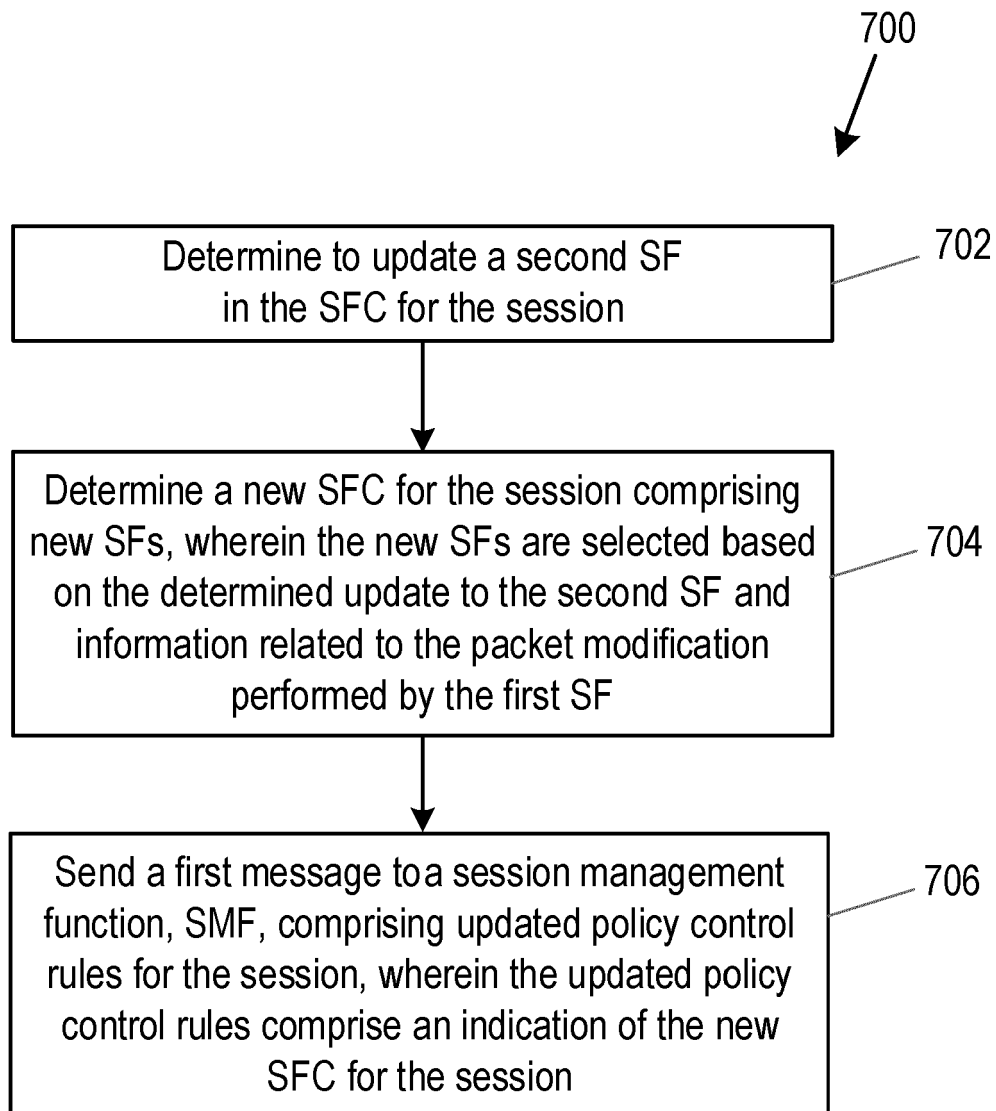 700
Determine to update a second SF
in the SFC for the session
702
Determine a new SFC for the session comprising
new SFs, wherein the new SFs are selected based
on the determined update to the second SF and
information related to the packet modification
performed by the first SF
704
Send a first message to a session management
function, SMF, comprising updated policy control
rules for the session, wherein the updated policy
control rules comprise an indication of the new
SFC for the session
706